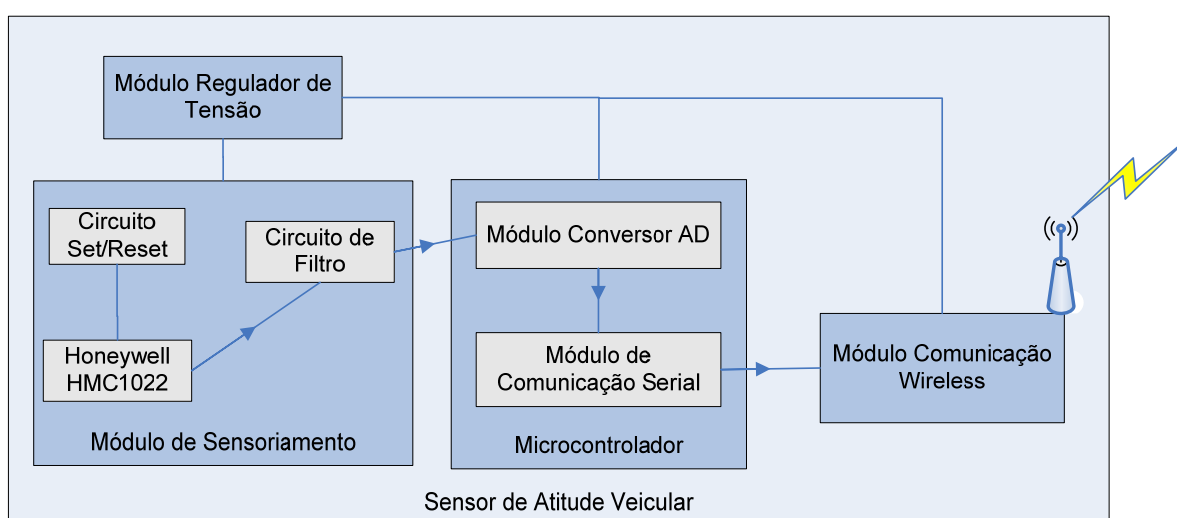 Módulo Regulador de
Tensão
Circuito
Set/Reset
Circuito de
Filtro
Honeywell
HMC1022
Módulo de Sensoriamento
Módulo Conversor AD
Módulo de
Comunicação Serial
Microcontrolador
Módulo Comunicação
Wireless
Sensor de Atitude Veicular